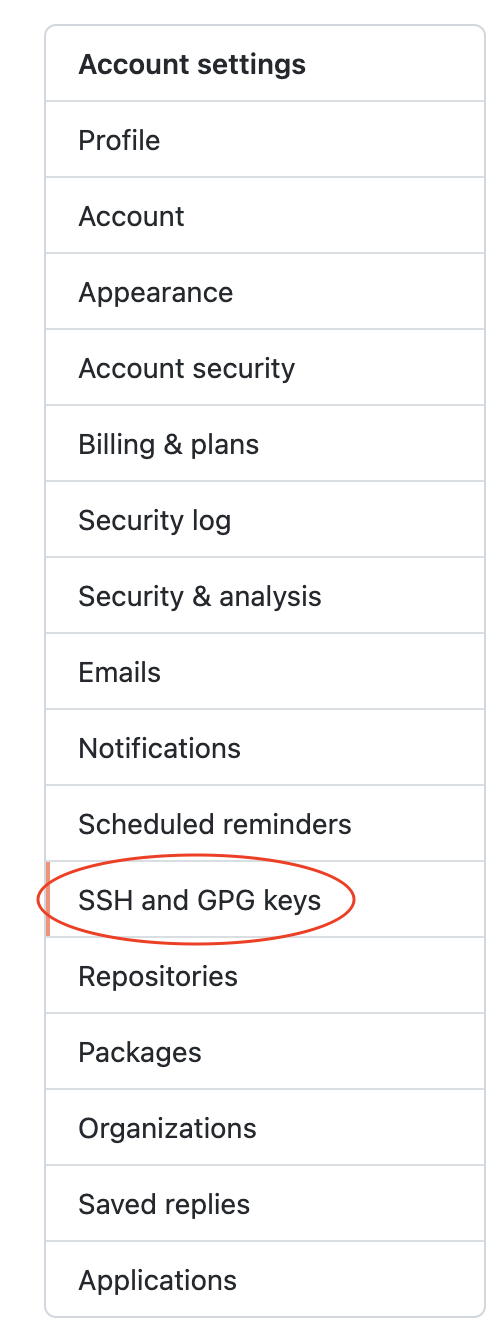 Account settings
Profile
Account
Appearance
Account security
Billing & plans
Security log
Security & analysis
Emails
Notifications
Scheduled reminders
SSH and GPG keys
Repositories
Packages
Organizations
Saved replies
Applications